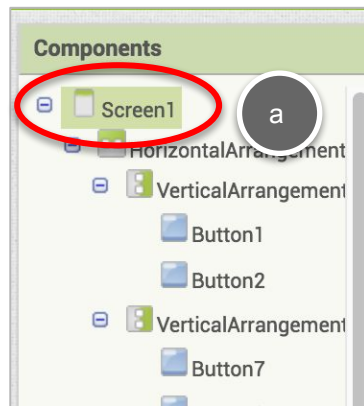 Components
Screen1
a
HorizontalArrangement
VerticalArrangement
Button1
Button2
VerticalArrangement
Button7